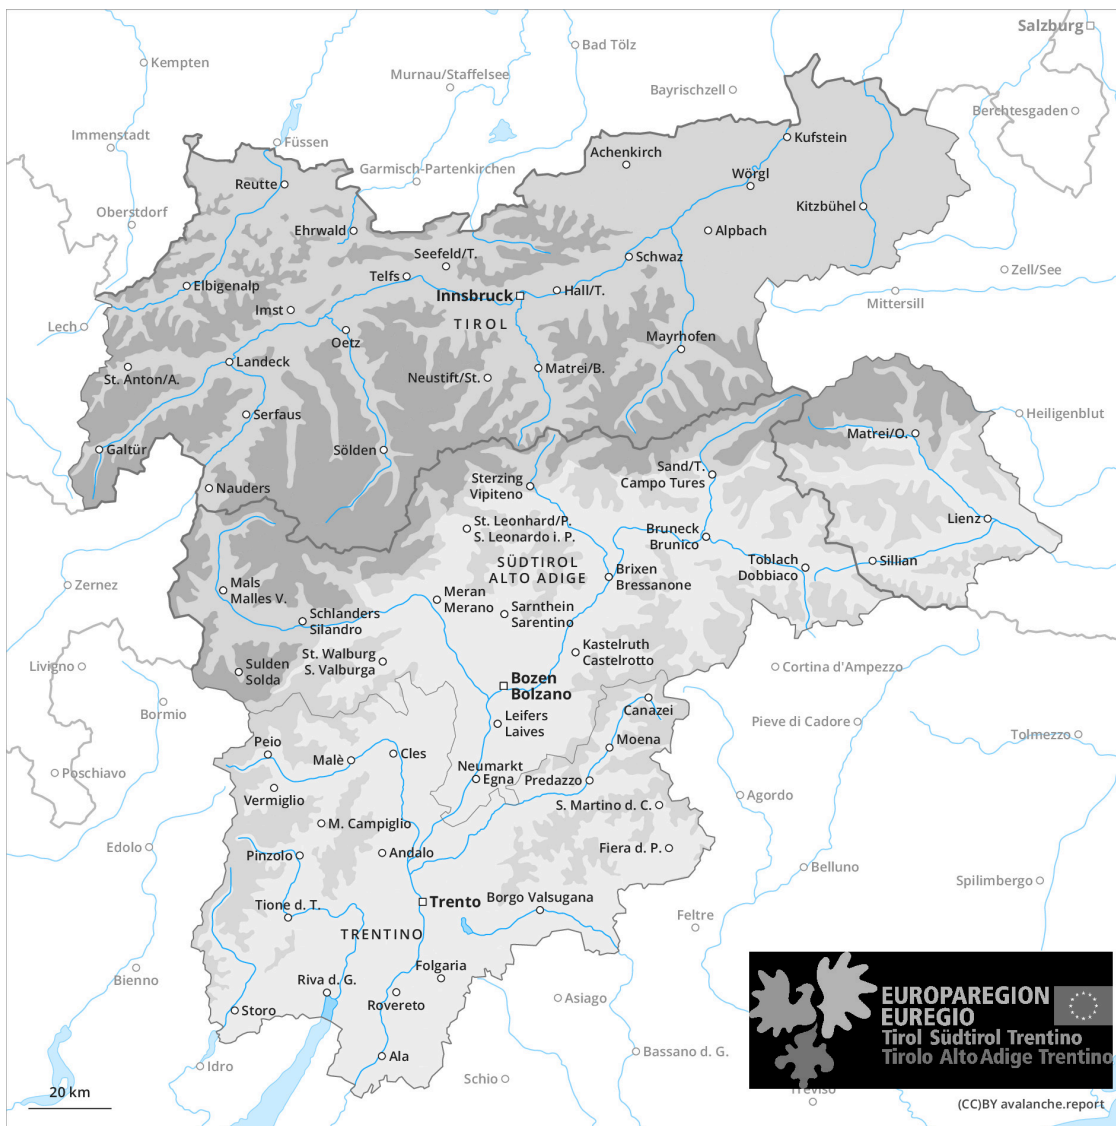 Salzburg
Kempten
Bad Tölz
Murnau/Staffelsee
Bayrischzell
Berchtesgaden
Immenstadt
Füssen
Kufstein
Achenkirch
Garmisch-Partenkirchen
Wörgl
Reutte
Oberstdorf
Kitzbühel
Ehrwald
Alpbach
Seefeld/T.
Schwaz
Zell/See
Telfs
Elbigenalp
Hall/T.
Innsbruck
Mittersill
Imst
Lech
TIROL
Oetz
Mayrhofen
Landeck
Matrei/B.
St. Anton/A.
Neustift/St.
Serfaus
Heiligenblut
Matrei/O.
Galtür
Sölden
Sand/T.
Campo Tures
Sterzing
Vipiteno
Nauders
Lienz
St. Leonhard/P.
S. Leonardo i. P.
Bruneck
Brunico
SÜDTIROL
ALTO ADIGE
Toblach
Dobbiaco
Sillian
Brixen
Bressanone
Zernez
Mals
Malles V.
Meran
Merano
Sarnthein
Sarentino
Schlanders
Silandro
Kastelruth
Castelrotto
St. Walburg
S. Valburga
Livigno
Sulden
Solda
Cortina d'Ampezzo
Bozen
Bolzano
Canazei
Bormio
Leifers
Laives
Pieve di Cadore
Tolmezzo
Moena
Peio
Cles
Malè
Neumarkt
Egna
Poschiavo
Predazzo
Vermiglio
Agordo
S. Martino d. C.
M. Campiglio
Edolo
Fiera d. P.
Andalo
Pinzolo
Belluno
Spilimbergo
Borgo Valsugana
Trento
Tione d. T.
Feltre
TRENTINO
Folgaria
Bienno
Riva d. G.
Rovereto
Asiago
Storo
EUROPAREGION
EUREGIO
Tirol Südtirol Trentino
Tirolo Alto Adige Trentino
Bassano d. G.
Ala
Idro
Schio
Treviso
20 km
(CC)BY avalanche.report